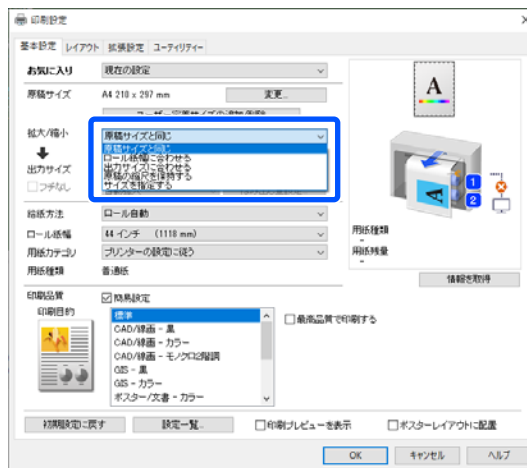 印刷設定
基本設定 レイアウト 拡張設定 ユーティリティー
お気に入り 現在の設定
原稿サイズ A4 210 x 297 mm 変更...
拡大/縮小 原稿サイズと同じ
原稿サイズと同じ
ロール紙幅に合わせる
出力サイズに合わせる
原稿の縮尺を保持する
サイズを指定する
出力サイズ
フチなし
給紙方法 ロール自動
ロール紙幅 44 インチ (1118 mm)
用紙カテゴリ プリンターの設定に従う
用紙種類 普通紙
A
A
1
2
用紙種類
-
用紙残量
-
情報を取得
印刷品質 簡易設定
印刷目的 標準
CAD/線画 - 黒
CAD/線画 - カラー
CAD/線画 - モノクロ2階調
GIS - 黒
GIS - カラー
ポスター/文書 - カラー
最高品質で印刷する
初期設定に戻す 設定一覧... 印刷プレビューを表示 ポスターレイアウトに配置
OK キャンセル ヘルプ